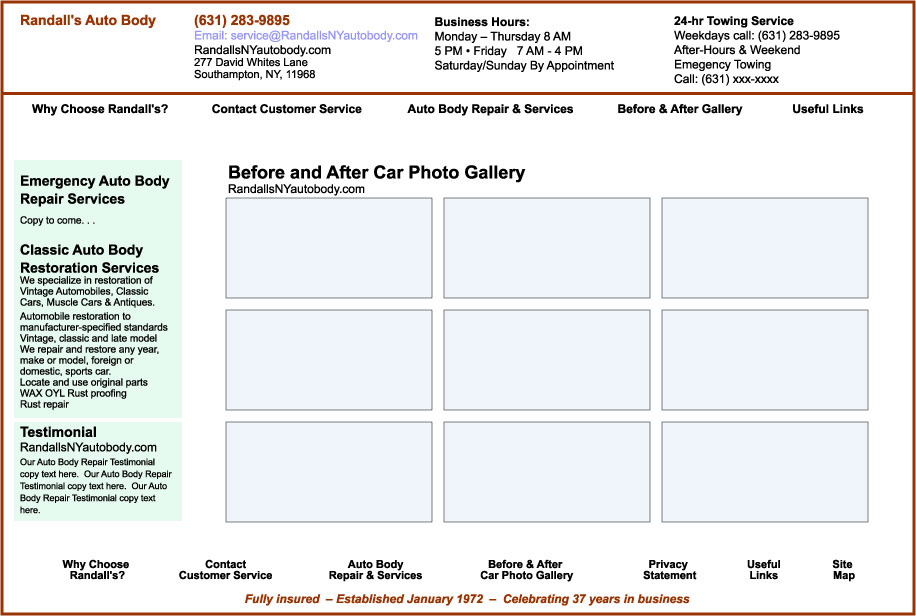 Randall's Auto Body
(631) 283-9895
Email: service@RandallsNYautobody.com
RandallsNYautobody.com
277 David Whites Lane
Southampton, NY, 11968
Business Hours:
Monday – Thursday 8 AM
5 PM • Friday 7 AM - 4 PM
Saturday/Sunday By Appointment
24-hr Towing Service
Weekdays call: (631) 283-9895
After-Hours & Weekend
Emegency Towing
Call: (631) xxx-xxxx
Why Choose Randall's?
Contact Customer Service
Auto Body Repair & Services
Before & After Gallery
Useful Links
Emergency Auto Body
Repair Services
Copy to come. . .
Classic Auto Body
Restoration Services
We specialize in restoration of
Vintage Automobiles, Classic
Cars, Muscle Cars & Antiques.
Automobile restoration to
manufacturer-specified standards
Vintage, classic and late model
We repair and restore any year,
make or model, foreign or
domestic, sports car.
Locate and use original parts
WAX OYL Rust proofing
Rust repair
Testimonial
RandallsNYautobody.com
Our Auto Body Repair Testimonial
copy text here. Our Auto Body Repair
Testimonial copy text here. Our Auto
Body Repair Testimonial copy text
here.
Before and After Car Photo Gallery
RandallsNYautobody.com
Why Choose
Randall's?
Contact
Customer Service
Auto Body
Repair & Services
Before & After
Car Photo Gallery
Privacy
Statement
Useful
Links
Site
Map
Fully insured – Established January 1972 – Celebrating 37 years in business